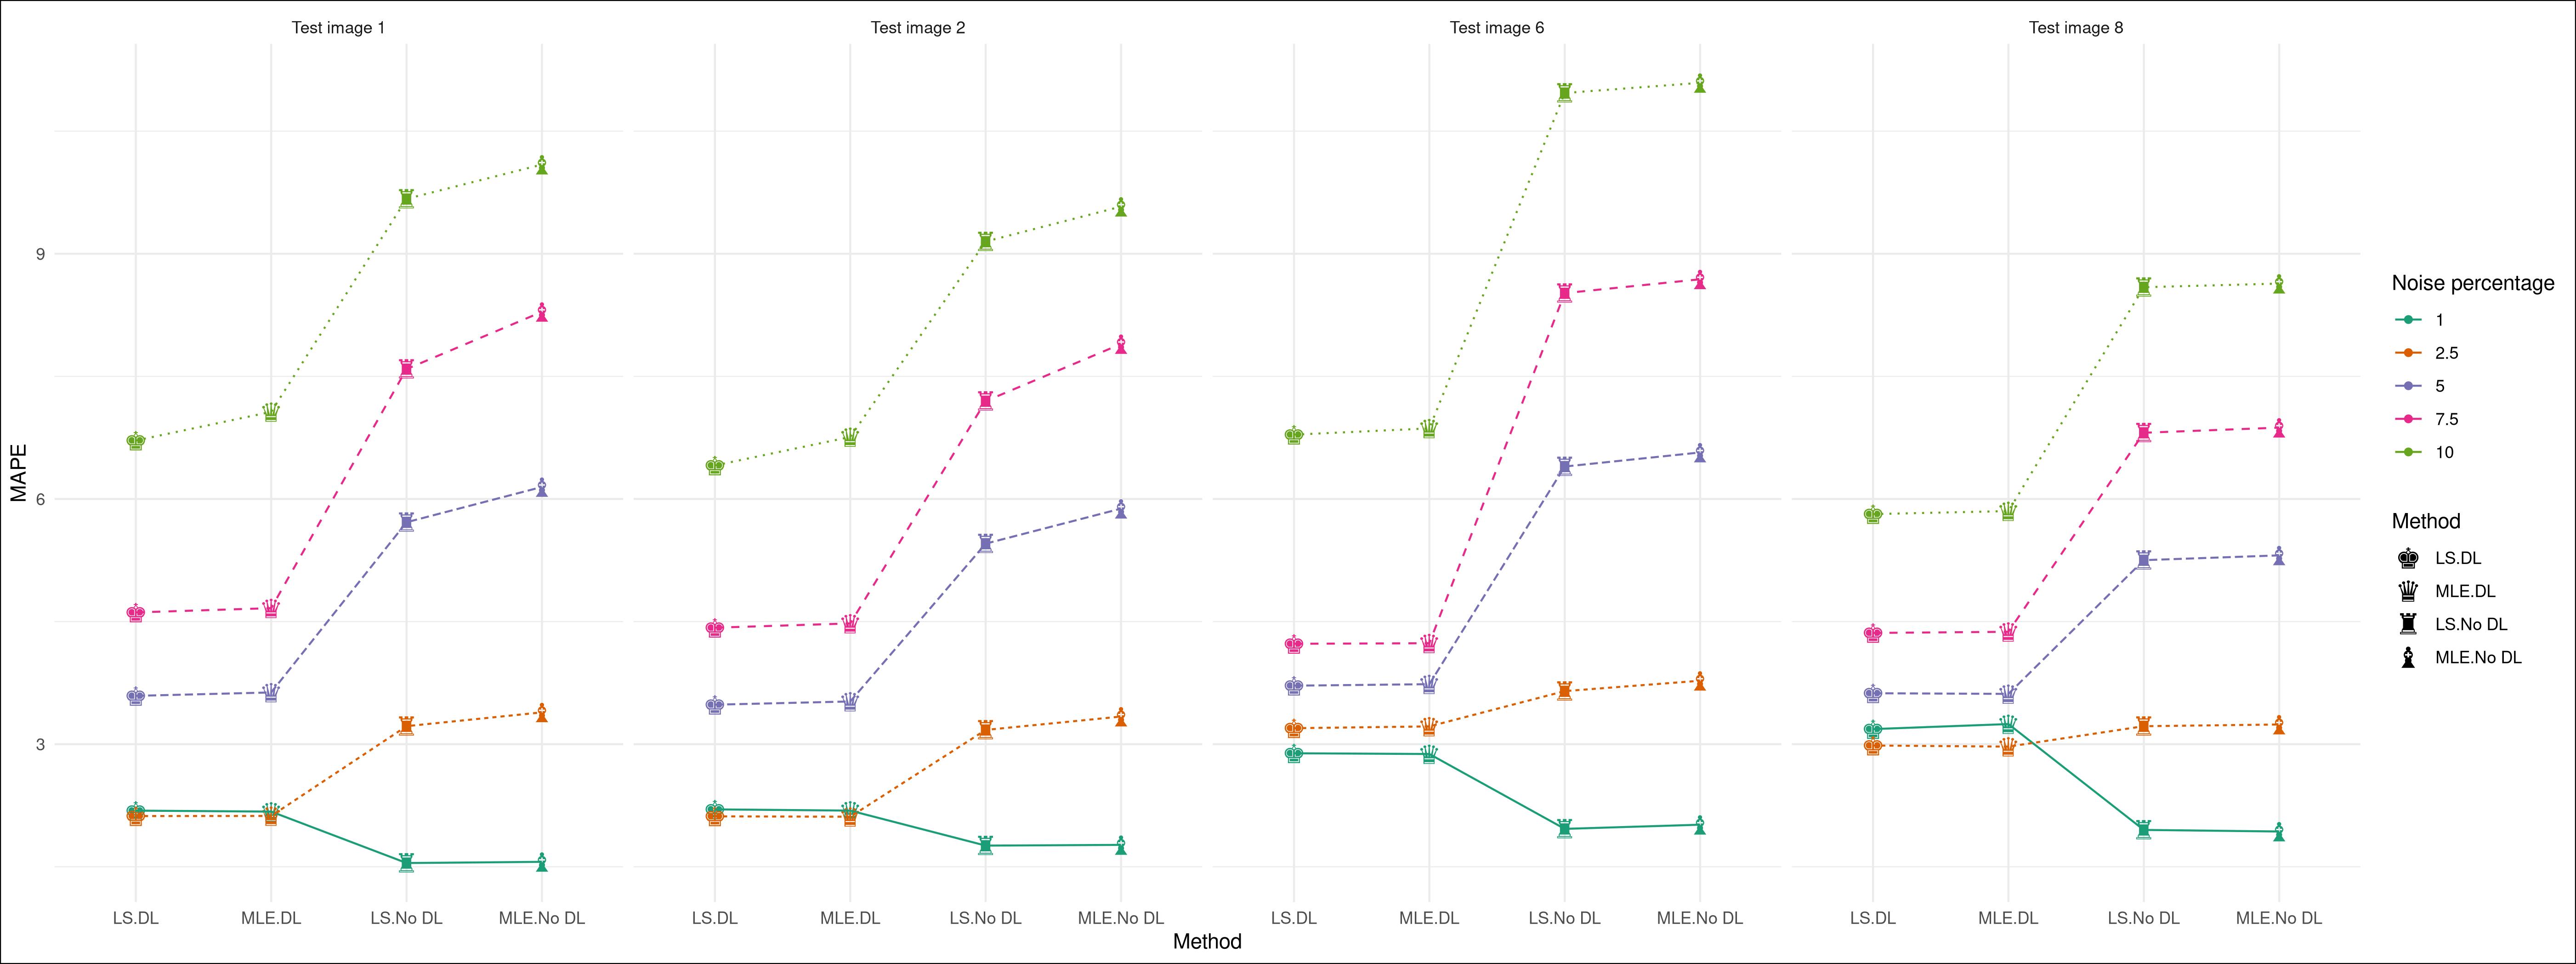 Test image 1
Test image 2
Test image 6
Test image 8
MAPE
9
6
3
LS.DL MLE.DL LS.No DL MLE.No DL
LS.DL MLE.DL LS.No DL MLE.No DL
LS.DL MLE.DL LS.No DL MLE.No DL
LS.DL MLE.DL LS.No DL MLE.No DL
Method
Noise percentage
1
2.5
5
7.5
10
Method
LS.DL
MLE.DL
LS.No DL
MLE.No DL